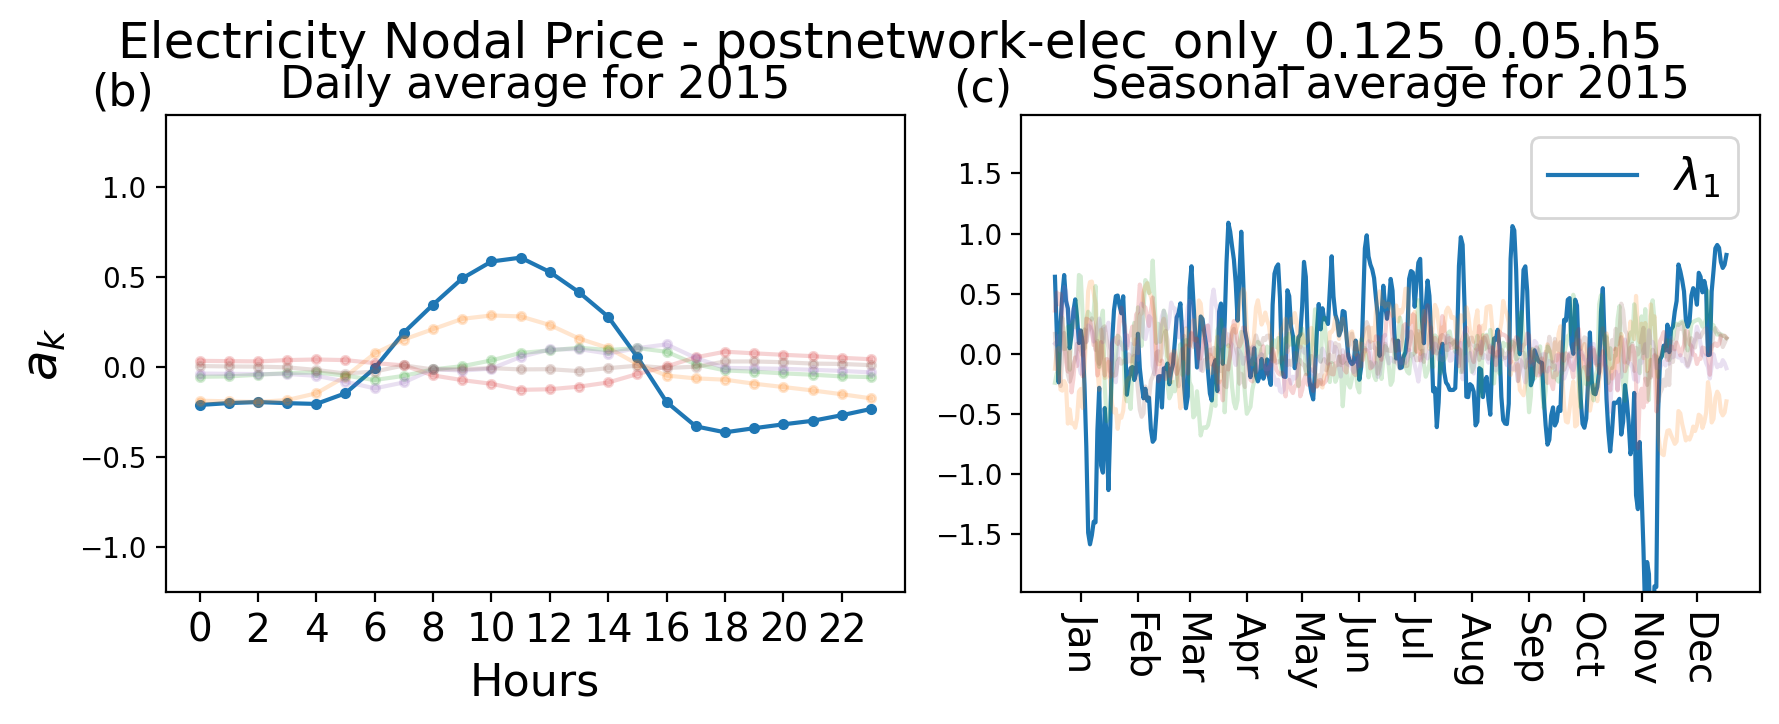 Electricity Nodal Price - postnetwork-elec_only_0.125_0.05.h5
(b)
Daily average for 2015
1.0
0.5
0.0
−0.5
−1.0
a_k
0 2 4 6 8 10 12 14 16 18 20 22
Hours
(c)
Seasonal average for 2015
λ₁
1.5
1.0
0.5
0.0
−0.5
−1.0
−1.5
Jan Feb Mar Apr May Jun Jul Aug Sep Oct Nov Dec